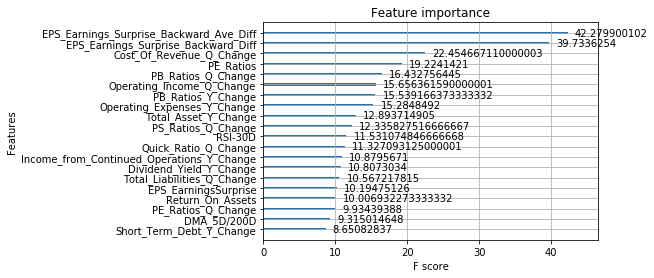 Feature importance
EPS_Earnings_Surprise_Backward_Ave_Diff 42.279900102
EPS_Earnings_Surprise_Backward_Diff 39.7336254
Cost_Of_Revenue_Q_Change 22.454667110000003
PE_Ratios 19.2241421
PB_Ratios_Q_Change 16.432756445
Operating_Income_Q_Change 15.656361590000001
PB_Ratios_Y_Change 15.539166373333332
Operating_Expenses_Y_Change 15.2848492
Total_Asset_Y_Change 12.893714905
PS_Ratios_Q_Change 12.335827516666667
RSI-30D 11.531074846666668
Quick_Ratio_Q_Change 11.327093125000001
Income_from_Continued_Operations_Y_Change 10.8795671
Dividend_Yield_Y_Change 10.8073034
Total_Liabilities_Q_Change 10.567217815
EPS_EarningsSurprise 10.19475126
Return_On_Assets 10.006932273333332
PE_Ratios_Q_Change 9.93439388
DMA_5D/200D 9.315014648
Short_Term_Debt_Y_Change 8.65082837
Features
0 10 20 30 40
F score